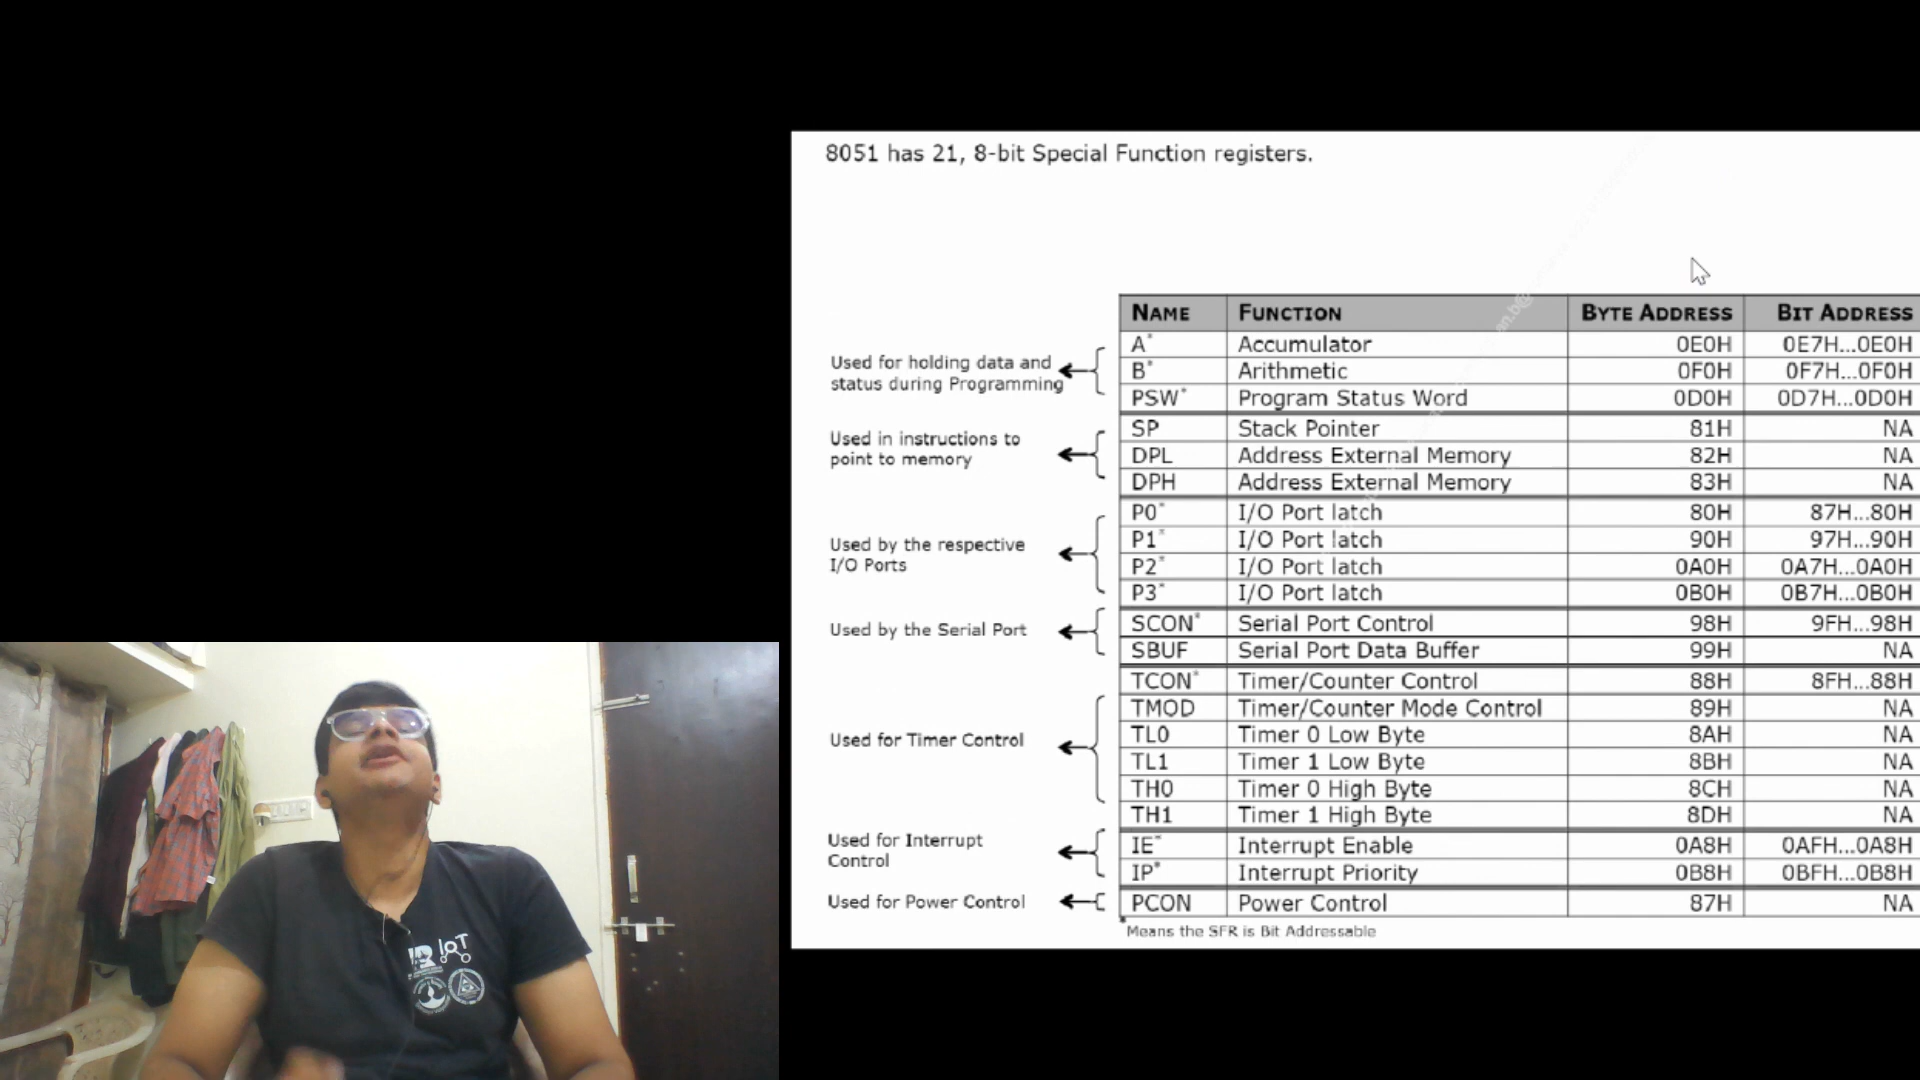 8051 has 21, 8-bit Special Function registers.
NAME FUNCTION BYTE ADDRESS BIT ADDRESS
Used for holding data and
status during Programming
A* Accumulator 0E0H 0E7H...0E0H
B* Arithmetic 0F0H 0F7H...0F0H
PSW* Program Status Word 0D0H 0D7H...0D0H
Used in instructions to
point to memory
SP Stack Pointer 81H NA
DPL Address External Memory 82H NA
DPH Address External Memory 83H NA
Used by the respective
I/O Ports
P0* I/O Port latch 80H 87H...80H
P1* I/O Port latch 90H 97H...90H
P2* I/O Port latch 0A0H 0A7H...0A0H
P3* I/O Port latch 0B0H 0B7H...0B0H
Used by the Serial Port
SCON* Serial Port Control 98H 9FH...98H
SBUF Serial Port Data Buffer 99H NA
Used for Timer Control
TCON* Timer/Counter Control 88H 8FH...88H
TMOD Timer/Counter Mode Control 89H NA
TL0 Timer 0 Low Byte 8AH NA
TL1 Timer 1 Low Byte 8BH NA
TH0 Timer 0 High Byte 8CH NA
TH1 Timer 1 High Byte 8DH NA
Used for Interrupt
Control
IE* Interrupt Enable 0A8H 0AFH...0A8H
IP* Interrupt Priority 0B8H 0BFH...0B8H
Used for Power Control
PCON Power Control 87H NA
*Means the SFR is Bit Addressable
IoT